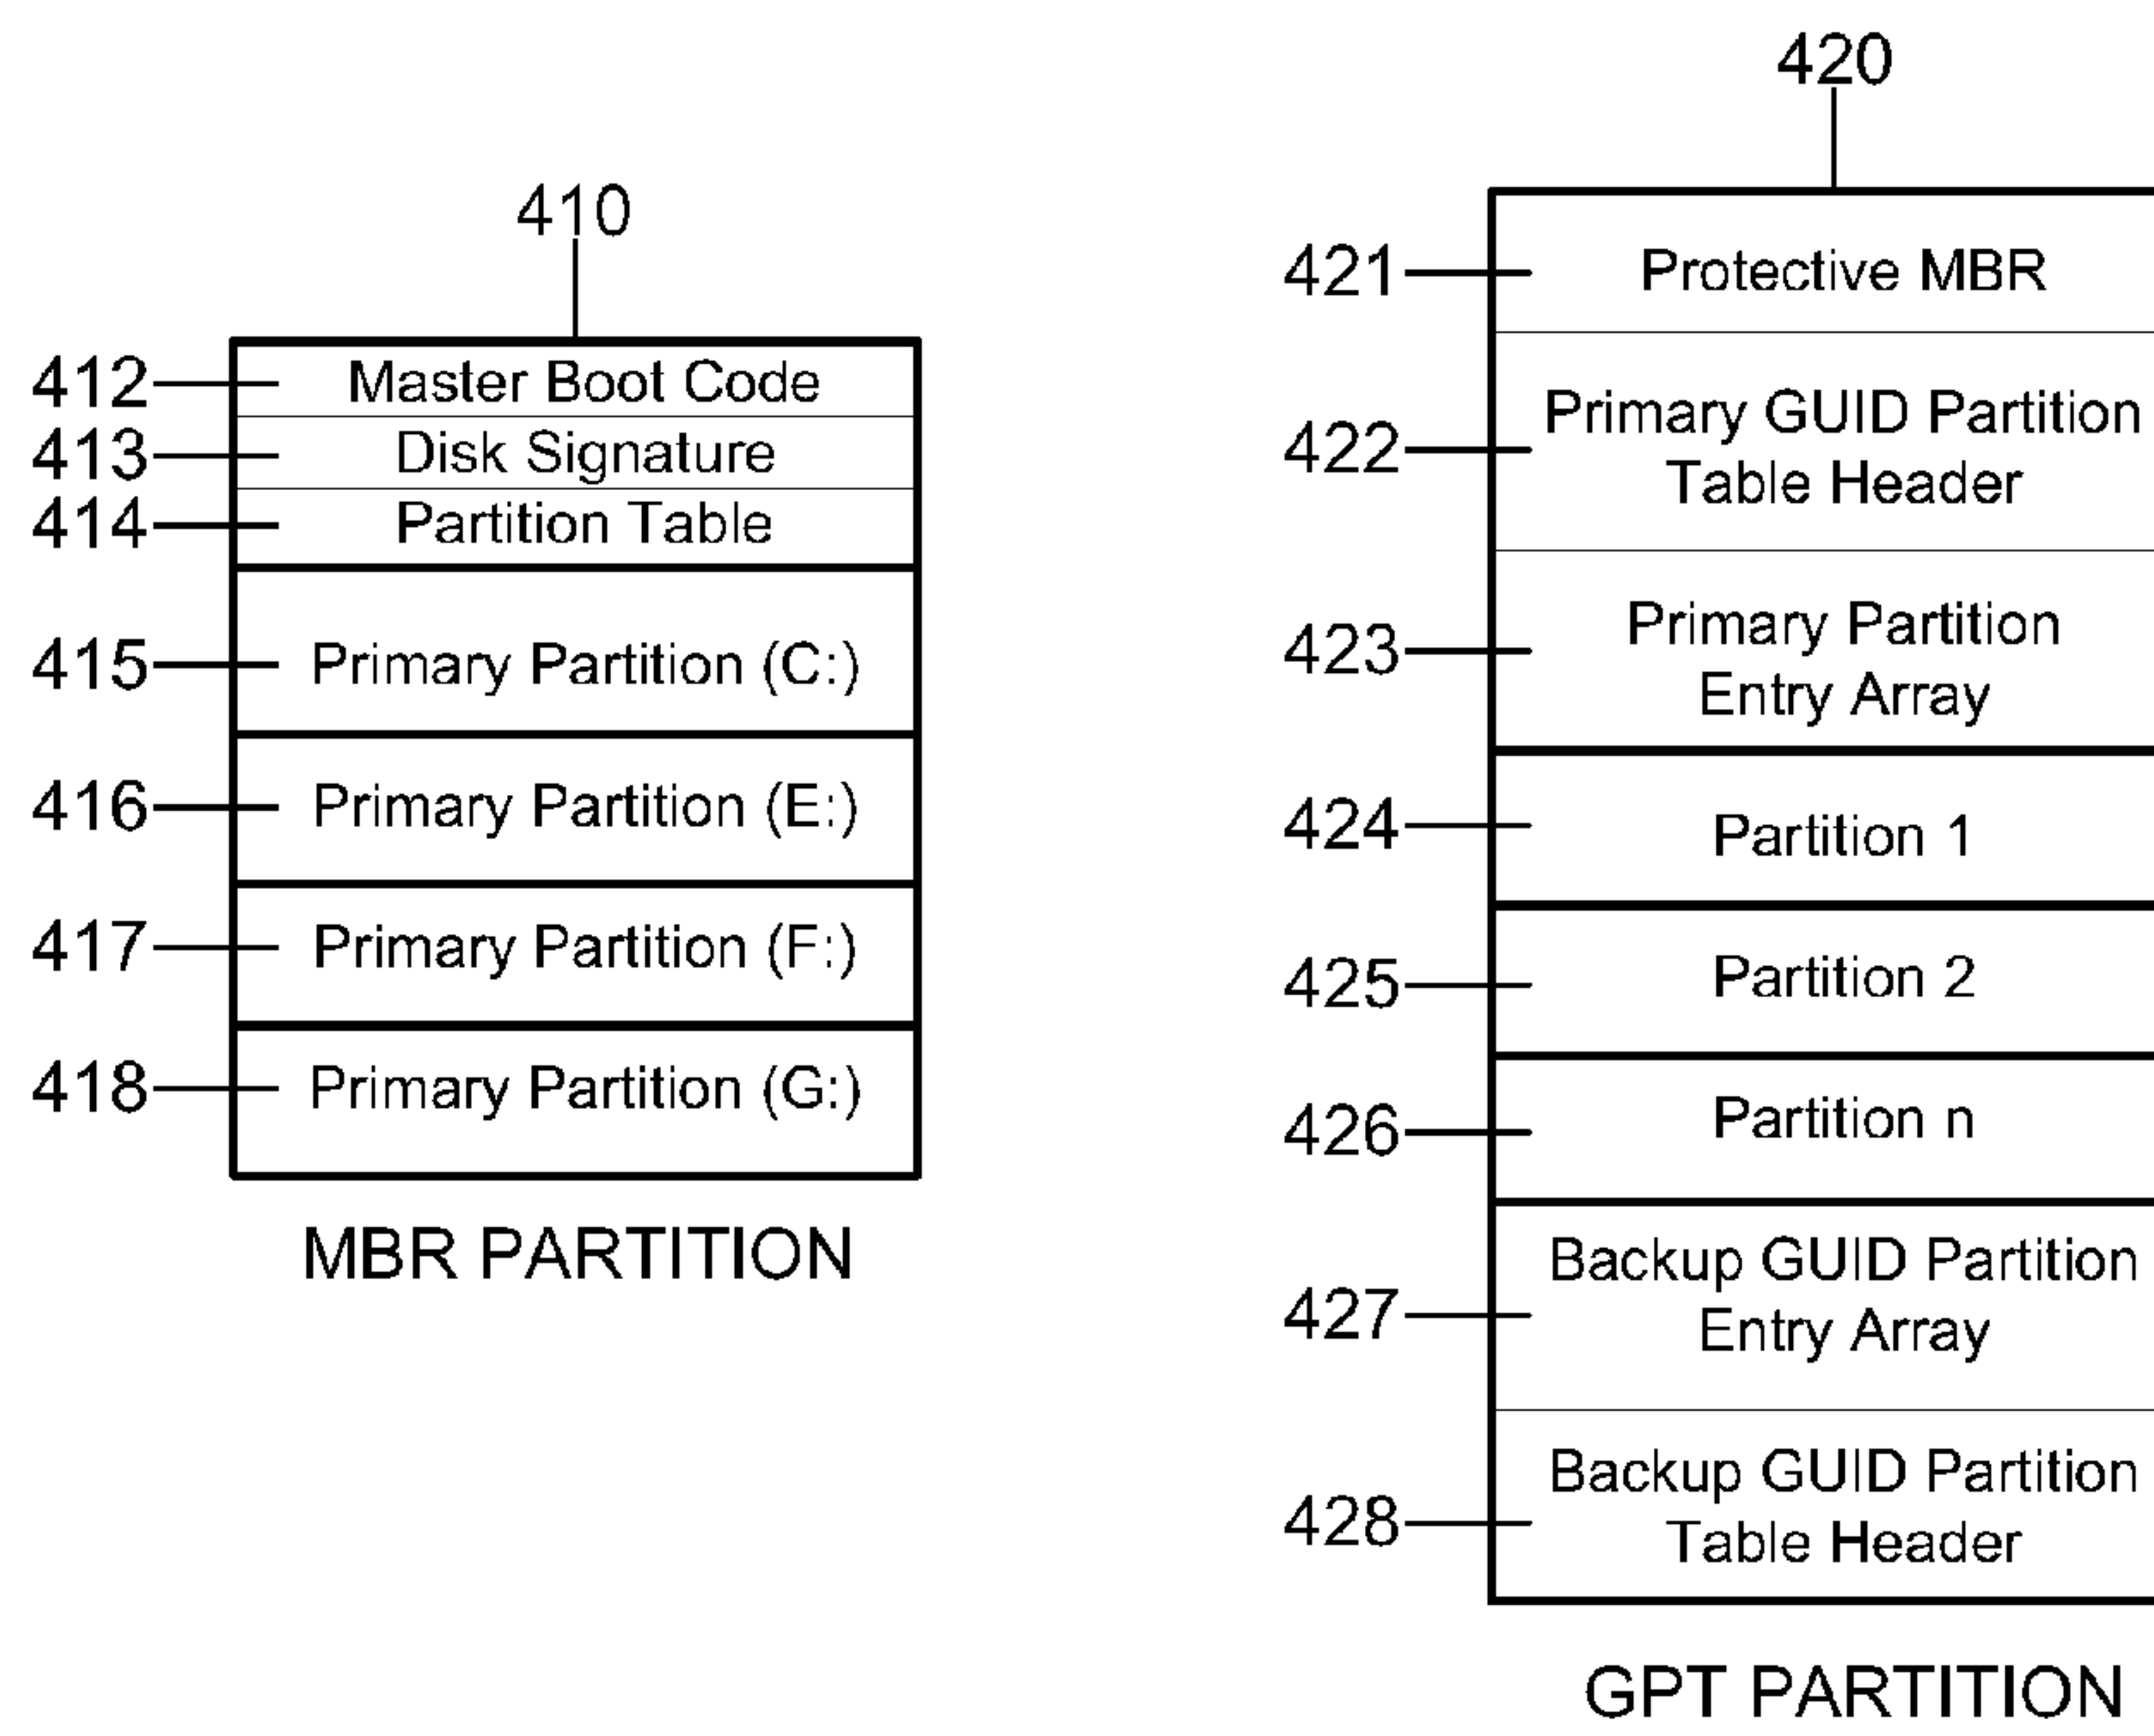 410
412 Master Boot Code
413 Disk Signature
414 Partition Table
415 Primary Partition (C:)
416 Primary Partition (E:)
417 Primary Partition (F:)
418 Primary Partition (G:)
MBR PARTITION
420
421 Protective MBR
422 Primary GUID Partition
Table Header
423 Primary Partition
Entry Array
424 Partition 1
425 Partition 2
426 Partition n
427 Backup GUID Partition
Entry Array
428 Backup GUID Partition
Table Header
GPT PARTITION